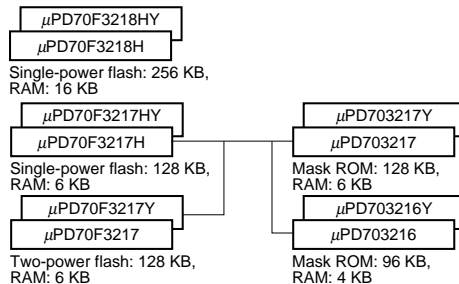 μPD70F3218HY
μPD70F3218H
Single-power flash: 256 KB,
RAM: 16 KB
μPD70F3217HY
μPD70F3217H
Single-power flash: 128 KB,
RAM: 6 KB
μPD70F3217Y
μPD70F3217
Two-power flash: 128 KB,
RAM: 6 KB
μPD703217Y
μPD703217
Mask ROM: 128 KB,
RAM: 6 KB
μPD703216Y
μPD703216
Mask ROM: 96 KB,
RAM: 4 KB